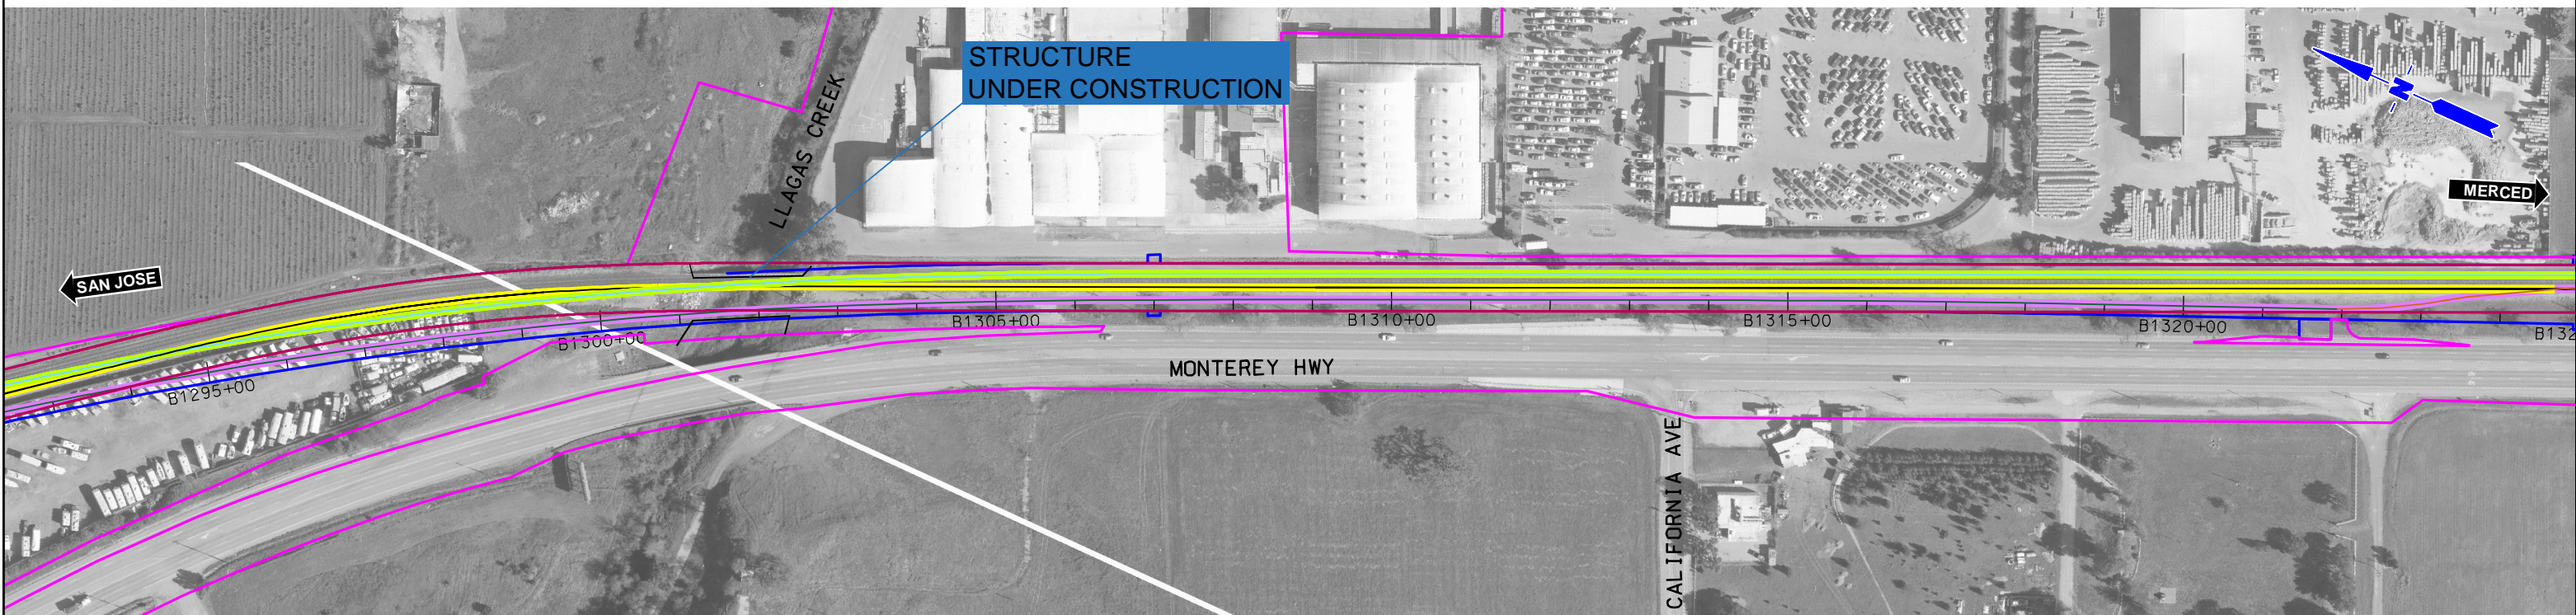 STRUCTURE
UNDER CONSTRUCTION
LLAGAS CREEK
N
MERCED
SAN JOSE
B1295+00
B1300+00
B1305+00
B1310+00
B1315+00
B1320+00
B132
MONTEREY HWY
CALIFORNIA AVE